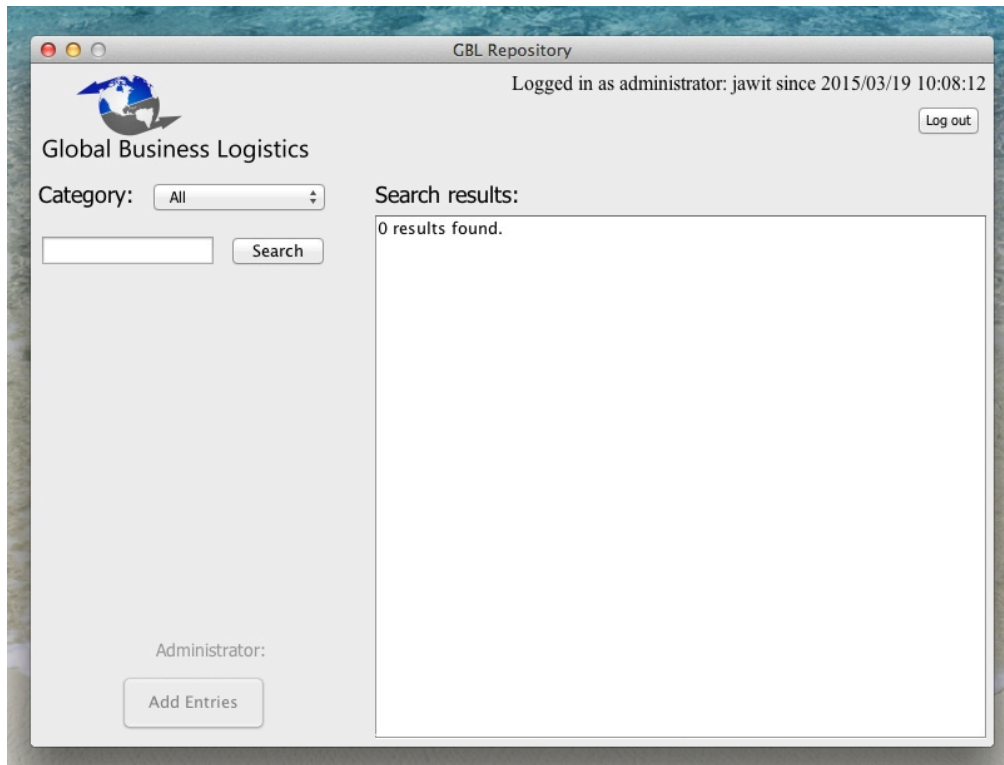 GBL Repository
Logged in as administrator: jawit since 2015/03/19 10:08:12
Log out
Global Business Logistics
Category:
All
Search results:
0 results found.
Search
Administrator:
Add Entries